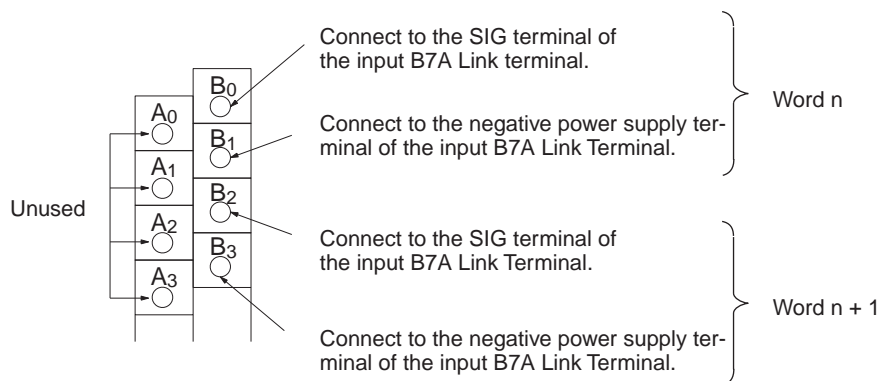 Connect to the SIG terminal of
the input B7A Link terminal.
Word n
Connect to the negative power supply ter-
minal of the input B7A Link Terminal.
B0
A0
B1
A1
B2
Unused
A2
B3
A3
Connect to the SIG terminal of
the input B7A Link Terminal.
Word n + 1
Connect to the negative power supply ter-
minal of the input B7A Link Terminal.